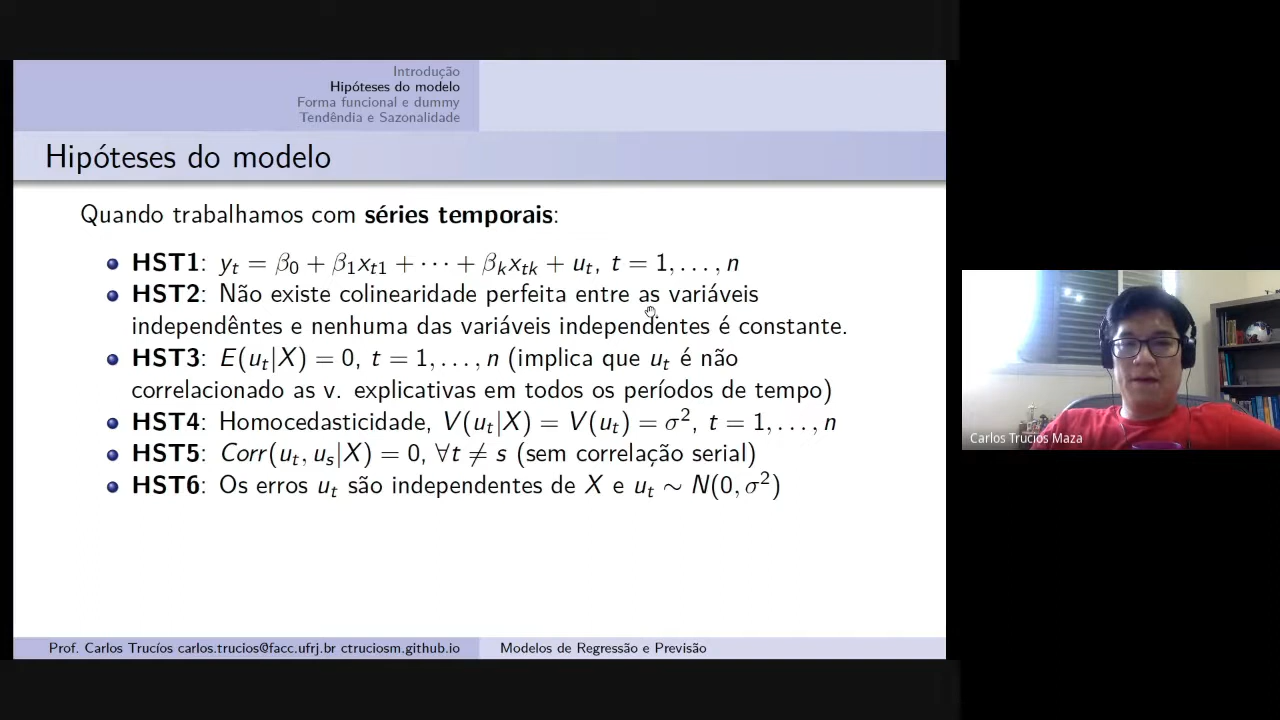 Introdução
Hipóteses do modelo
Forma funcional e dummy
Tendêndia e Sazonalidade
Hipóteses do modelo
Quando trabalhamos com séries temporais:
HST1: yₜ = β₀ + β₁xₜ₁ + ··· + βₖxₜₖ + uₜ, t = 1, . . . , n
HST2: Não existe colinearidade perfeita entre as variáveis
independêntes e nenhuma das variáveis independentes é constante.
HST3: E(uₜ|X) = 0, t = 1, . . . , n (implica que uₜ é não
correlacionado as v. explicativas em todos os períodos de tempo)
HST4: Homocedasticidade, V(uₜ|X) = V(uₜ) = σ², t = 1, . . . , n
HST5: Corr(uₜ, uₛ|X) = 0, ∀t ≠ s (sem correlação serial)
HST6: Os erros uₜ são independentes de X e uₜ ∼ N(0, σ²)
Carlos Trucios Maza
Prof. Carlos Trucíos carlos.trucios@facc.ufrj.br ctruciosm.github.io
Modelos de Regressão e Previsão